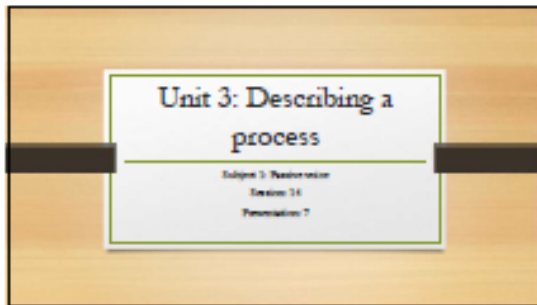 Unit 3: Describing a
process
Subject 1: Passive voice
Session: 14
Presentation: 7